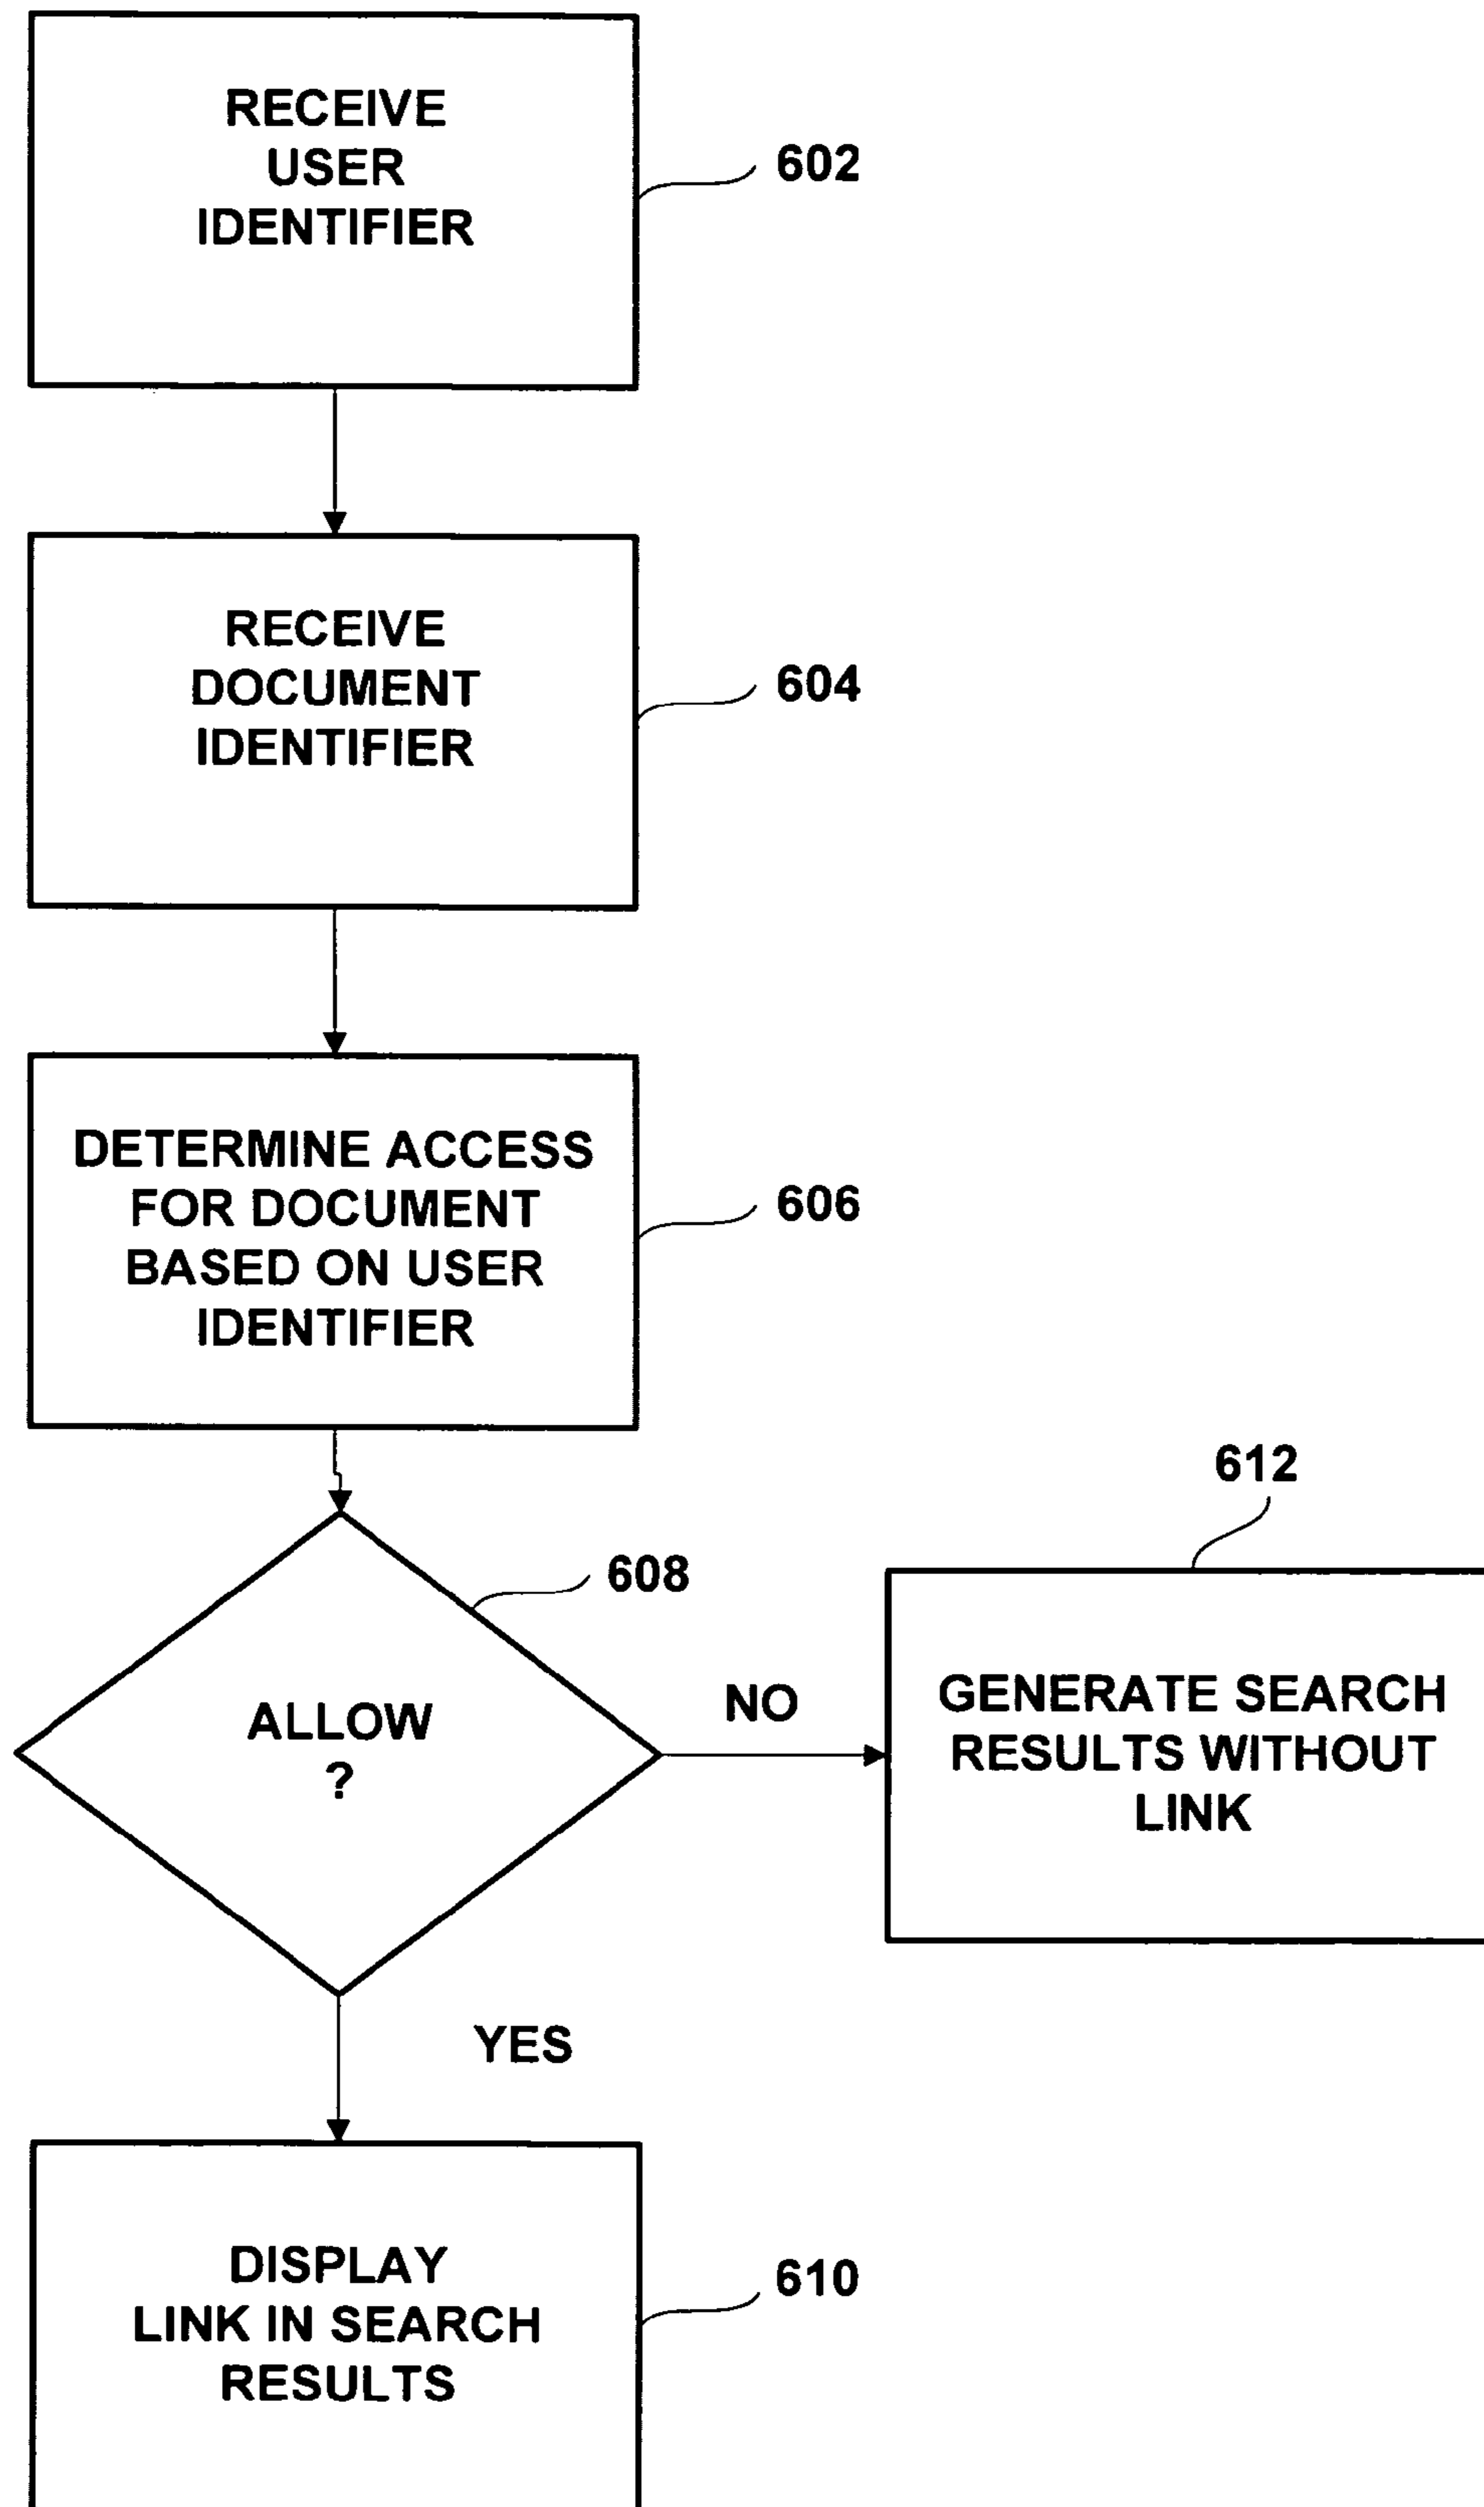 RECEIVE
USER
IDENTIFIER
602
RECEIVE
DOCUMENT
IDENTIFIER
604
DETERMINE ACCESS
FOR DOCUMENT
BASED ON USER
IDENTIFIER
606
612
608
ALLOW
?
NO
GENERATE SEARCH
RESULTS WITHOUT
LINK
YES
DISPLAY
LINK IN SEARCH
RESULTS
610